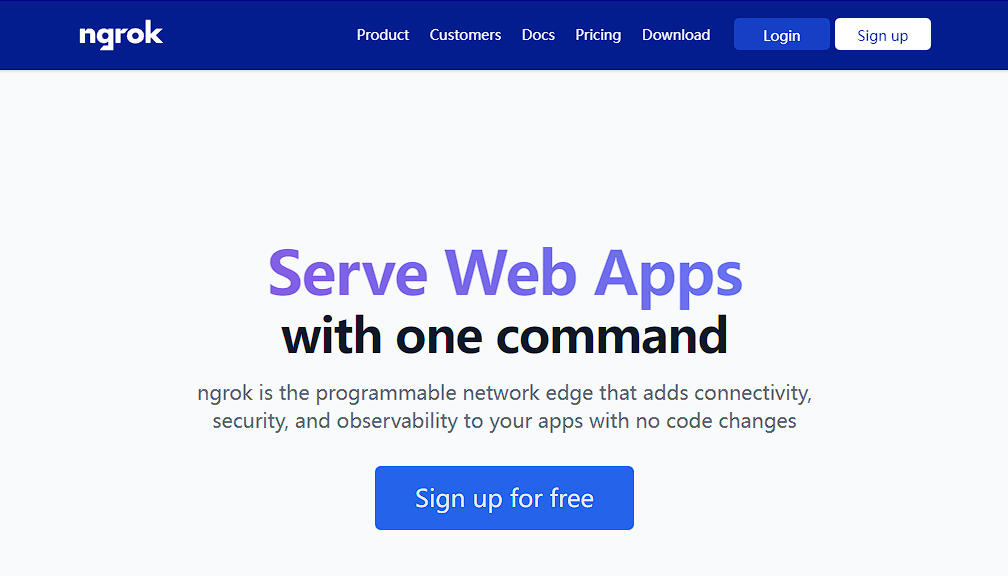 ngrok Product Customers Docs Pricing Download Login Sign up
Serve Web Apps
with one command
ngrok is the programmable network edge that adds connectivity,
security, and observability to your apps with no code changes
Sign up for free